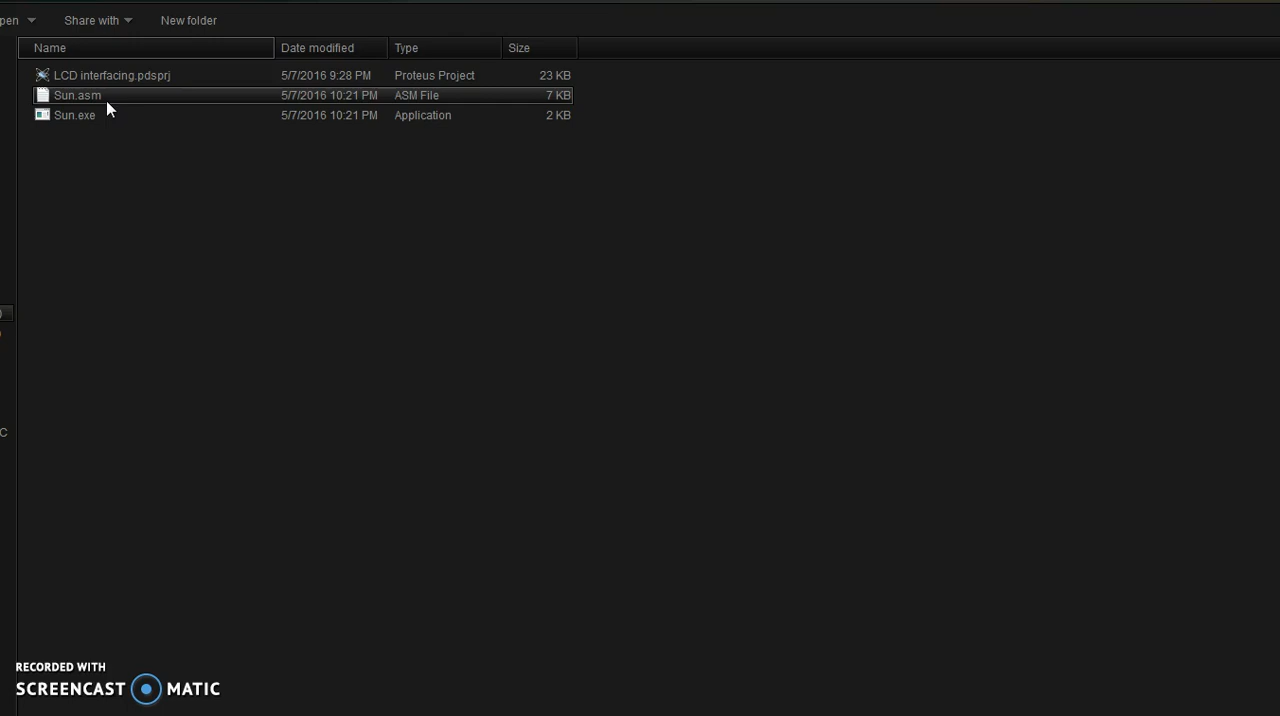 pen Share with New folder
Name Date modified Type Size
LCD interfacing.pdsprj 5/7/2016 9:28 PM Proteus Project 23 KB
Sun.asm 5/7/2016 10:21 PM ASM File 7 KB
Sun.exe 5/7/2016 10:21 PM Application 2 KB
)
C
RECORDED WITH
SCREENCAST MATIC